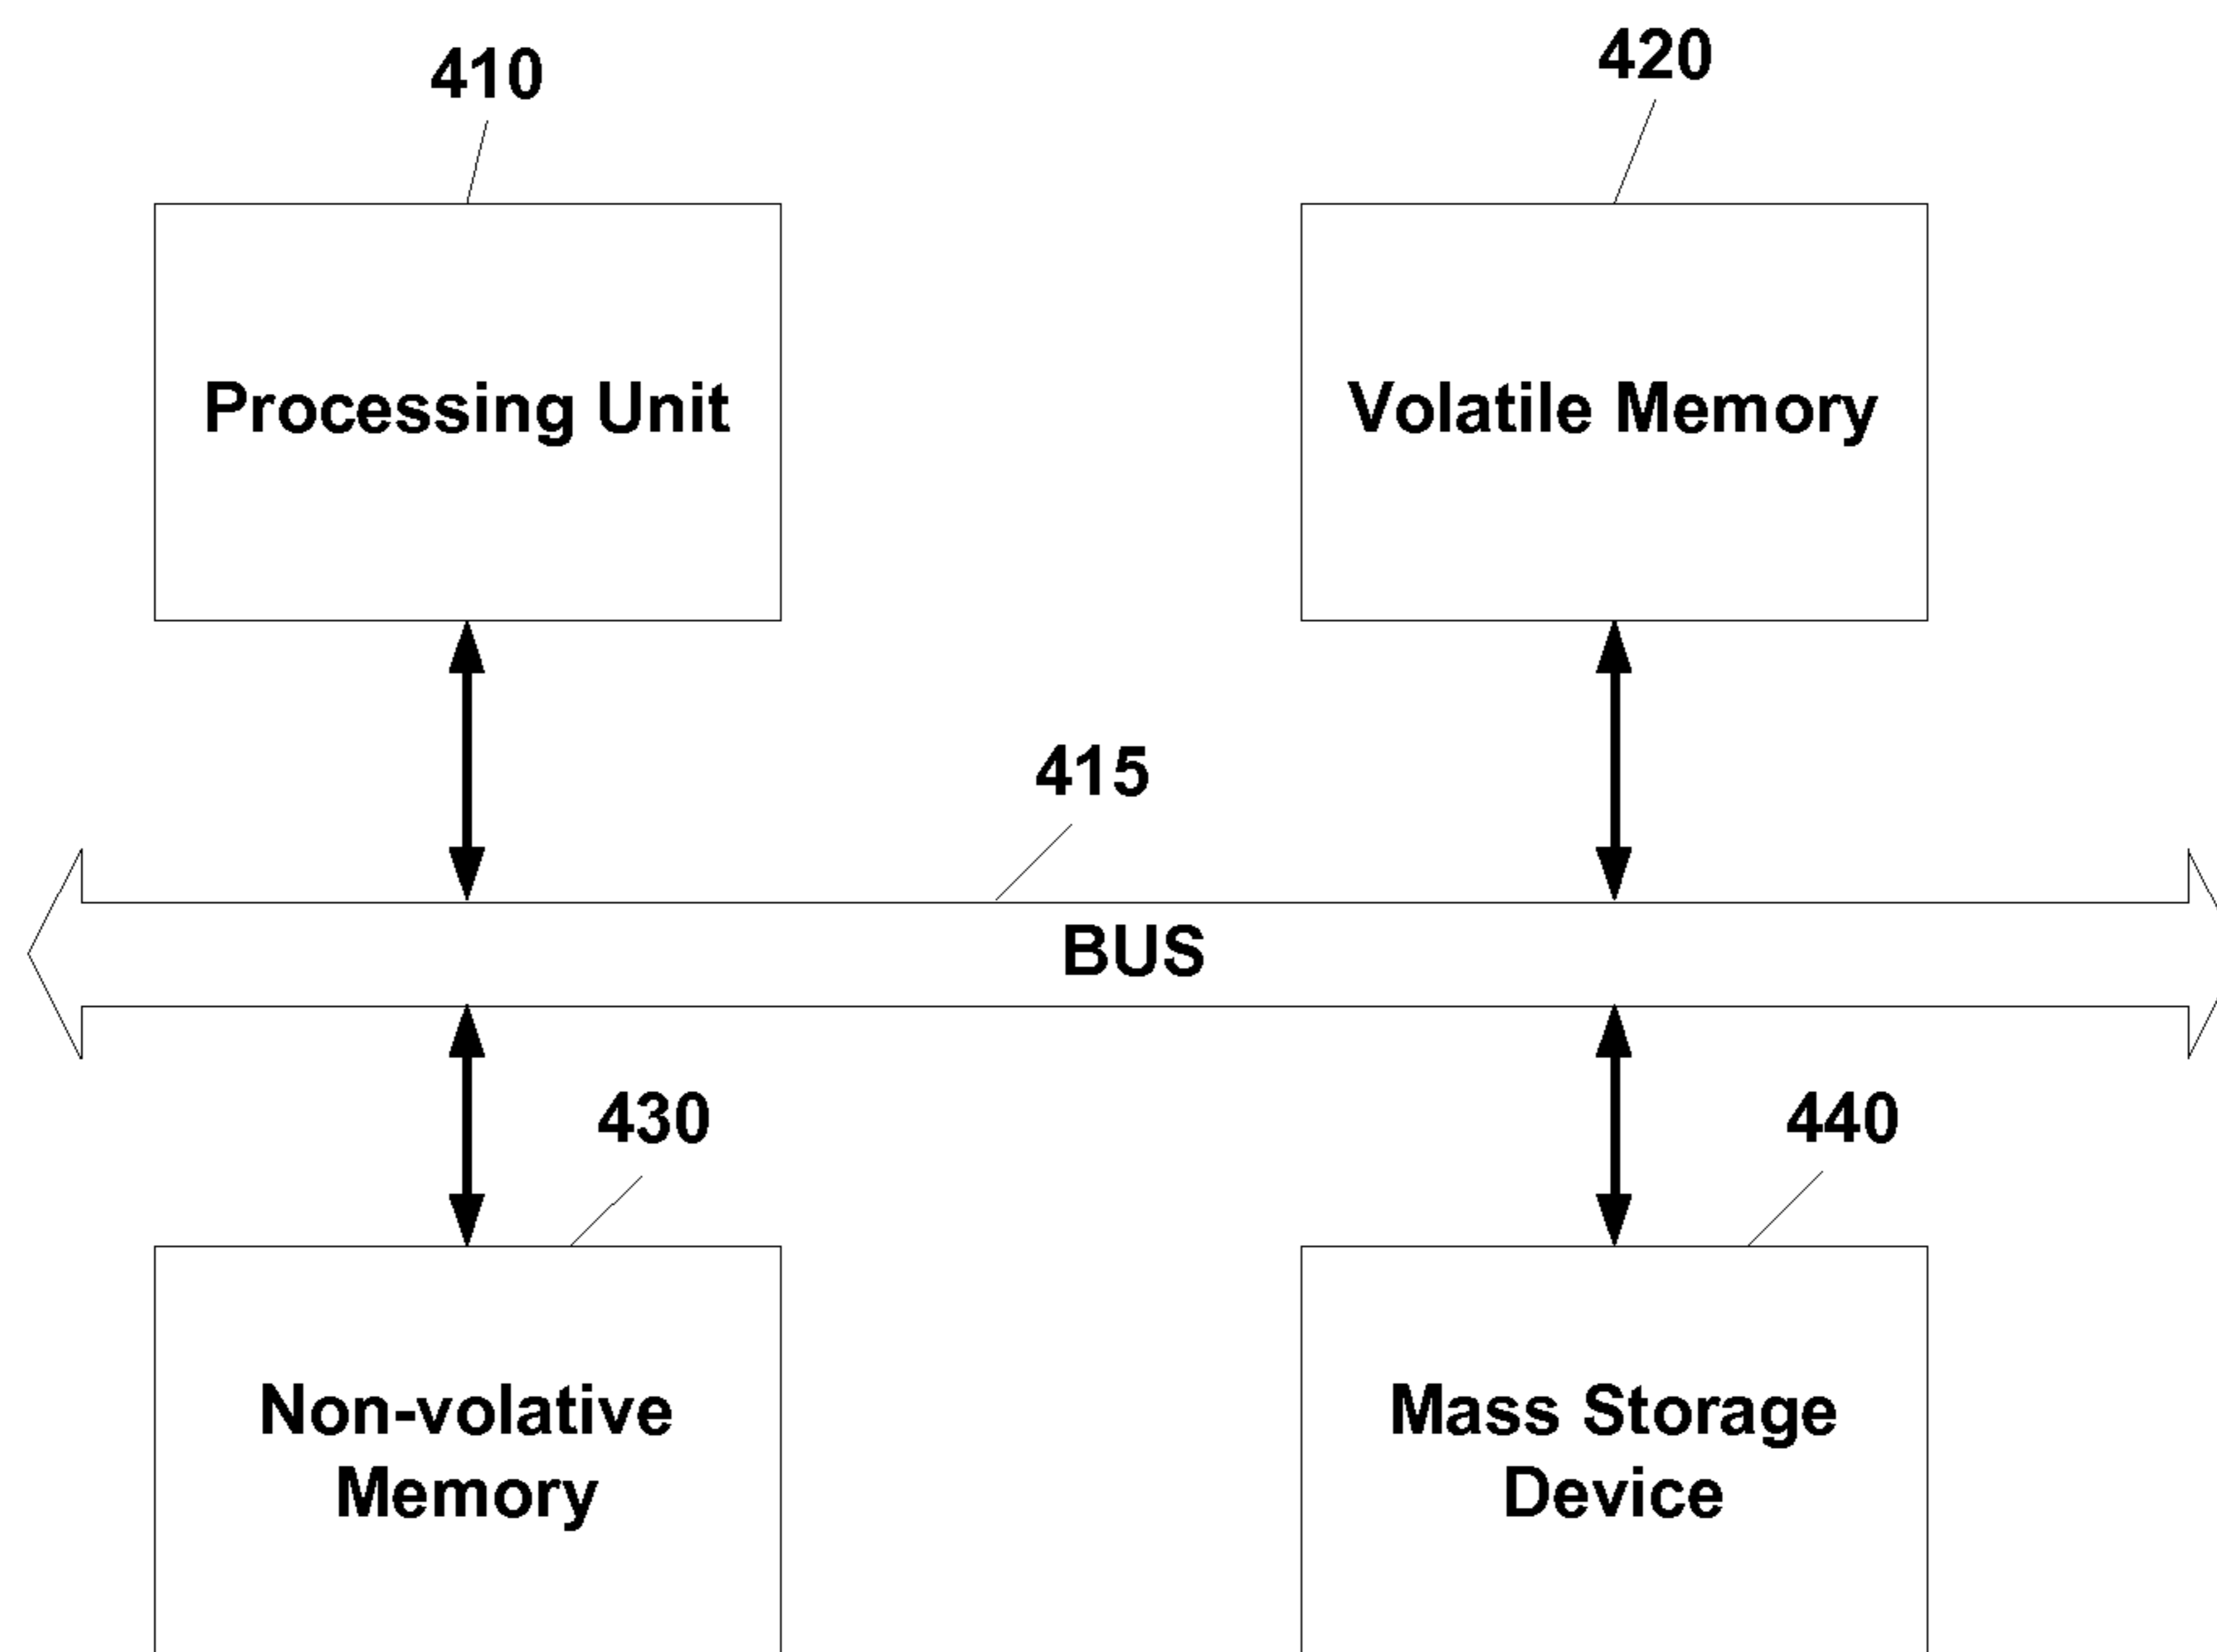 410
420
Processing Unit
Volatile Memory
415
BUS
430
440
Non-volative
Memory
Mass Storage
Device